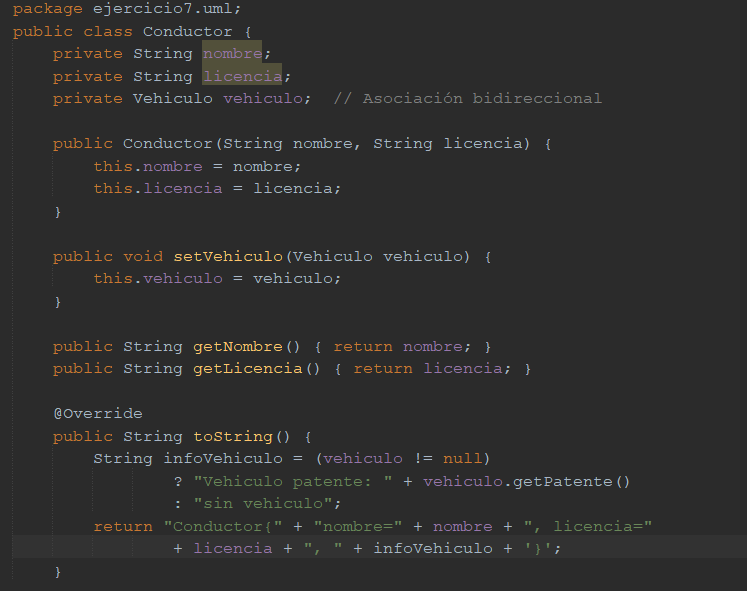 package ejercicio7.uml;
public class Conductor {
    private String nombre;
    private String licencia;
    private Vehiculo vehiculo;  // Asociación bidireccional
    public Conductor(String nombre, String licencia) {
        this.nombre = nombre;
        this.licencia = licencia;
    }
    public void setVehiculo(Vehiculo vehiculo) {
        this.vehiculo = vehiculo;
    }
    public String getNombre() { return nombre; }
    public String getLicencia() { return licencia; }
    @Override
    public String toString() {
        String infoVehiculo = (vehiculo != null)
                ? "Vehiculo patente: " + vehiculo.getPatente()
                : "sin vehiculo";
        return "Conductor{" + "nombre=" + nombre + ", licencia="
                + licencia + ", " + infoVehiculo + '}';
    }